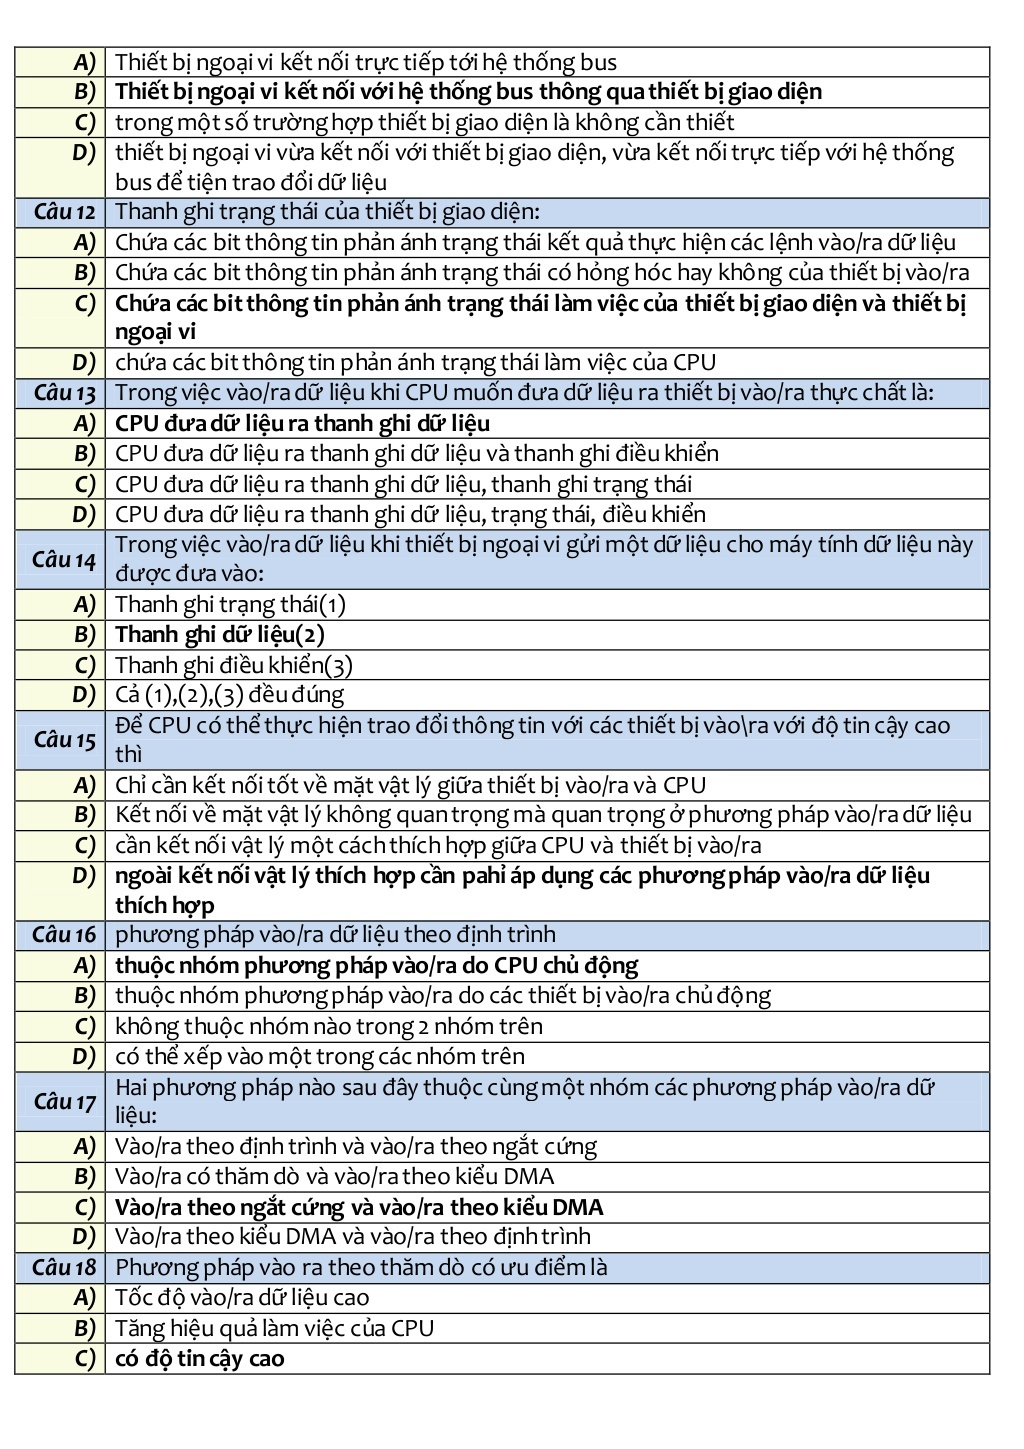 A) Thiết bị ngoại vi kết nối trực tiếp tới hệ thống bus
B) Thiết bị ngoại vi kết nối với hệ thống bus thông qua thiết bị giao diện
C) trong một số trường hợp thiết bị giao diện là không cần thiết
D) thiết bị ngoại vi vừa kết nối với thiết bị giao diện, vừa kết nối trực tiếp với hệ thống
bus để tiện trao đổi dữ liệu
Câu 12 Thanh ghi trạng thái của thiết bị giao diện:
A) Chứa các bit thông tin phản ánh trạng thái kết quả thực hiện các lệnh vào/ra dữ liệu
B) Chứa các bit thông tin phản ánh trạng thái có hỏng hóc hay không của thiết bị vào/ra
C) Chứa các bit thông tin phản ánh trạng thái làm việc của thiết bị giao diện và thiết bị
ngoại vi
D) chứa các bit thông tin phản ánh trạng thái làm việc của CPU
Câu 13 Trong việc vào/ra dữ liệu khi CPU muốn đưa dữ liệu ra thiết bị vào/ra thực chất là:
A) CPU đưa dữ liệu ra thanh ghi dữ liệu
B) CPU đưa dữ liệu ra thanh ghi dữ liệu và thanh ghi điều khiển
C) CPU đưa dữ liệu ra thanh ghi dữ liệu, thanh ghi trạng thái
D) CPU đưa dữ liệu ra thanh ghi dữ liệu, trạng thái, điều khiển
Câu 14 Trong việc vào/ra dữ liệu khi thiết bị ngoại vi gửi một dữ liệu cho máy tính dữ liệu này
được đưa vào:
A) Thanh ghi trạng thái(1)
B) Thanh ghi dữ liệu(2)
C) Thanh ghi điều khiển(3)
D) Cả (1),(2),(3) đều đúng
Câu 15 Để CPU có thể thực hiện trao đổi thông tin với các thiết bị vào\ra với độ tin cậy cao
thì
A) Chỉ cần kết nối tốt về mặt vật lý giữa thiết bị vào/ra và CPU
B) Kết nối về mặt vật lý không quan trọng mà quan trọng ở phương pháp vào/ra dữ liệu
C) cần kết nối vật lý một cách thích hợp giữa CPU và thiết bị vào/ra
D) ngoài kết nối vật lý thích hợp cần pahỉ áp dụng các phương pháp vào/ra dữ liệu
thích hợp
Câu 16 phương pháp vào/ra dữ liệu theo định trình
A) thuộc nhóm phương pháp vào/ra do CPU chủ động
B) thuộc nhóm phương pháp vào/ra do các thiết bị vào/ra chủ động
C) không thuộc nhóm nào trong 2 nhóm trên
D) có thể xếp vào một trong các nhóm trên
Câu 17 Hai phương pháp nào sau đây thuộc cùng một nhóm các phương pháp vào/ra dữ
liệu:
A) Vào/ra theo định trình và vào/ra theo ngắt cứng
B) Vào/ra có thăm dò và vào/ra theo kiểu DMA
C) Vào/ra theo ngắt cứng và vào/ra theo kiểu DMA
D) Vào/ra theo kiểu DMA và vào/ra theo định trình
Câu 18 Phương pháp vào ra theo thăm dò có ưu điểm là
A) Tốc độ vào/ra dữ liệu cao
B) Tăng hiệu quả làm việc của CPU
C) có độ tin cậy cao